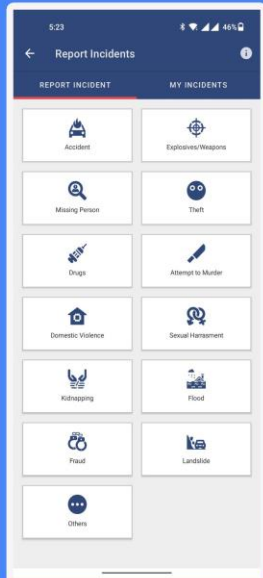 5:23 46%
Report Incidents
REPORT INCIDENT MY INCIDENTS
Accident Explosives/Weapons
Missing Person Theft
Drugs Attempt to Murder
Domestic Violence Sexual Harrasment
Kidnapping Flood
Fraud Landslide
Others